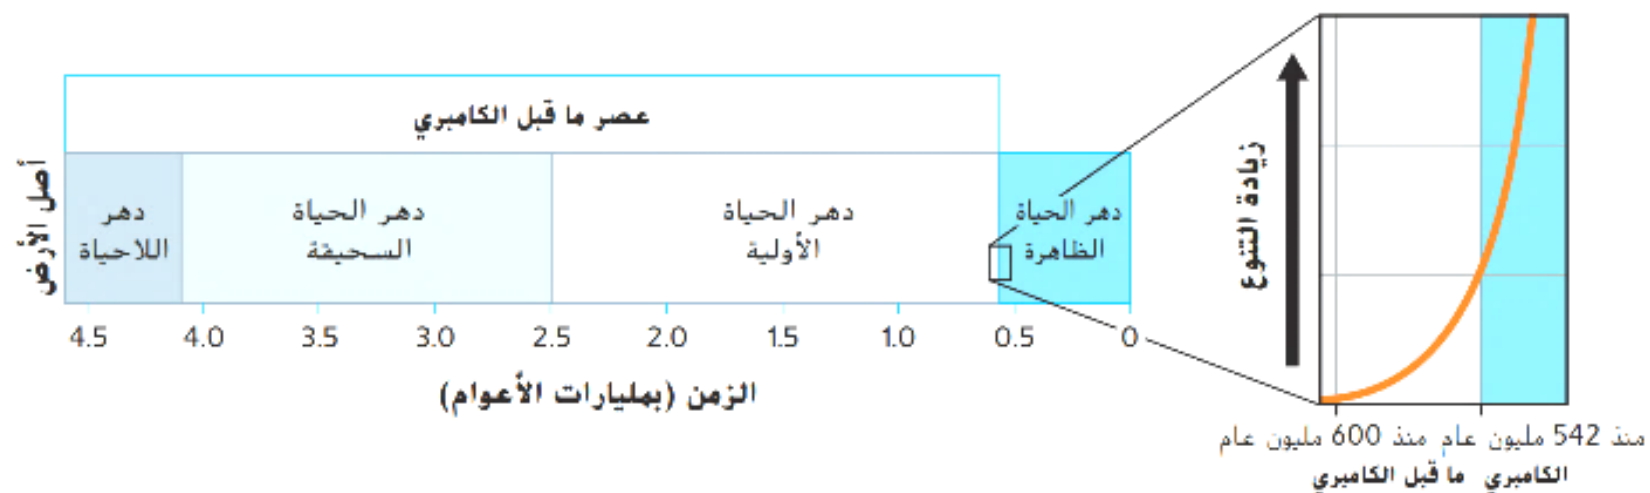 عصر ما قبل الكامبري
أصل الأرض
دهر
اللاحياة
دهر الحياة
السحيقة
دهر الحياة
الأولية
دهر الحياة
الظاهرة
4.5 4.0 3.5 3.0 2.5 2.0 1.5 1.0 0.5 0
الزمن (بمليارات الأعوام)
زيادة التنوع
منذ 600 مليون عام
ما قبل الكامبري
منذ 542 مليون عام
الكامبري